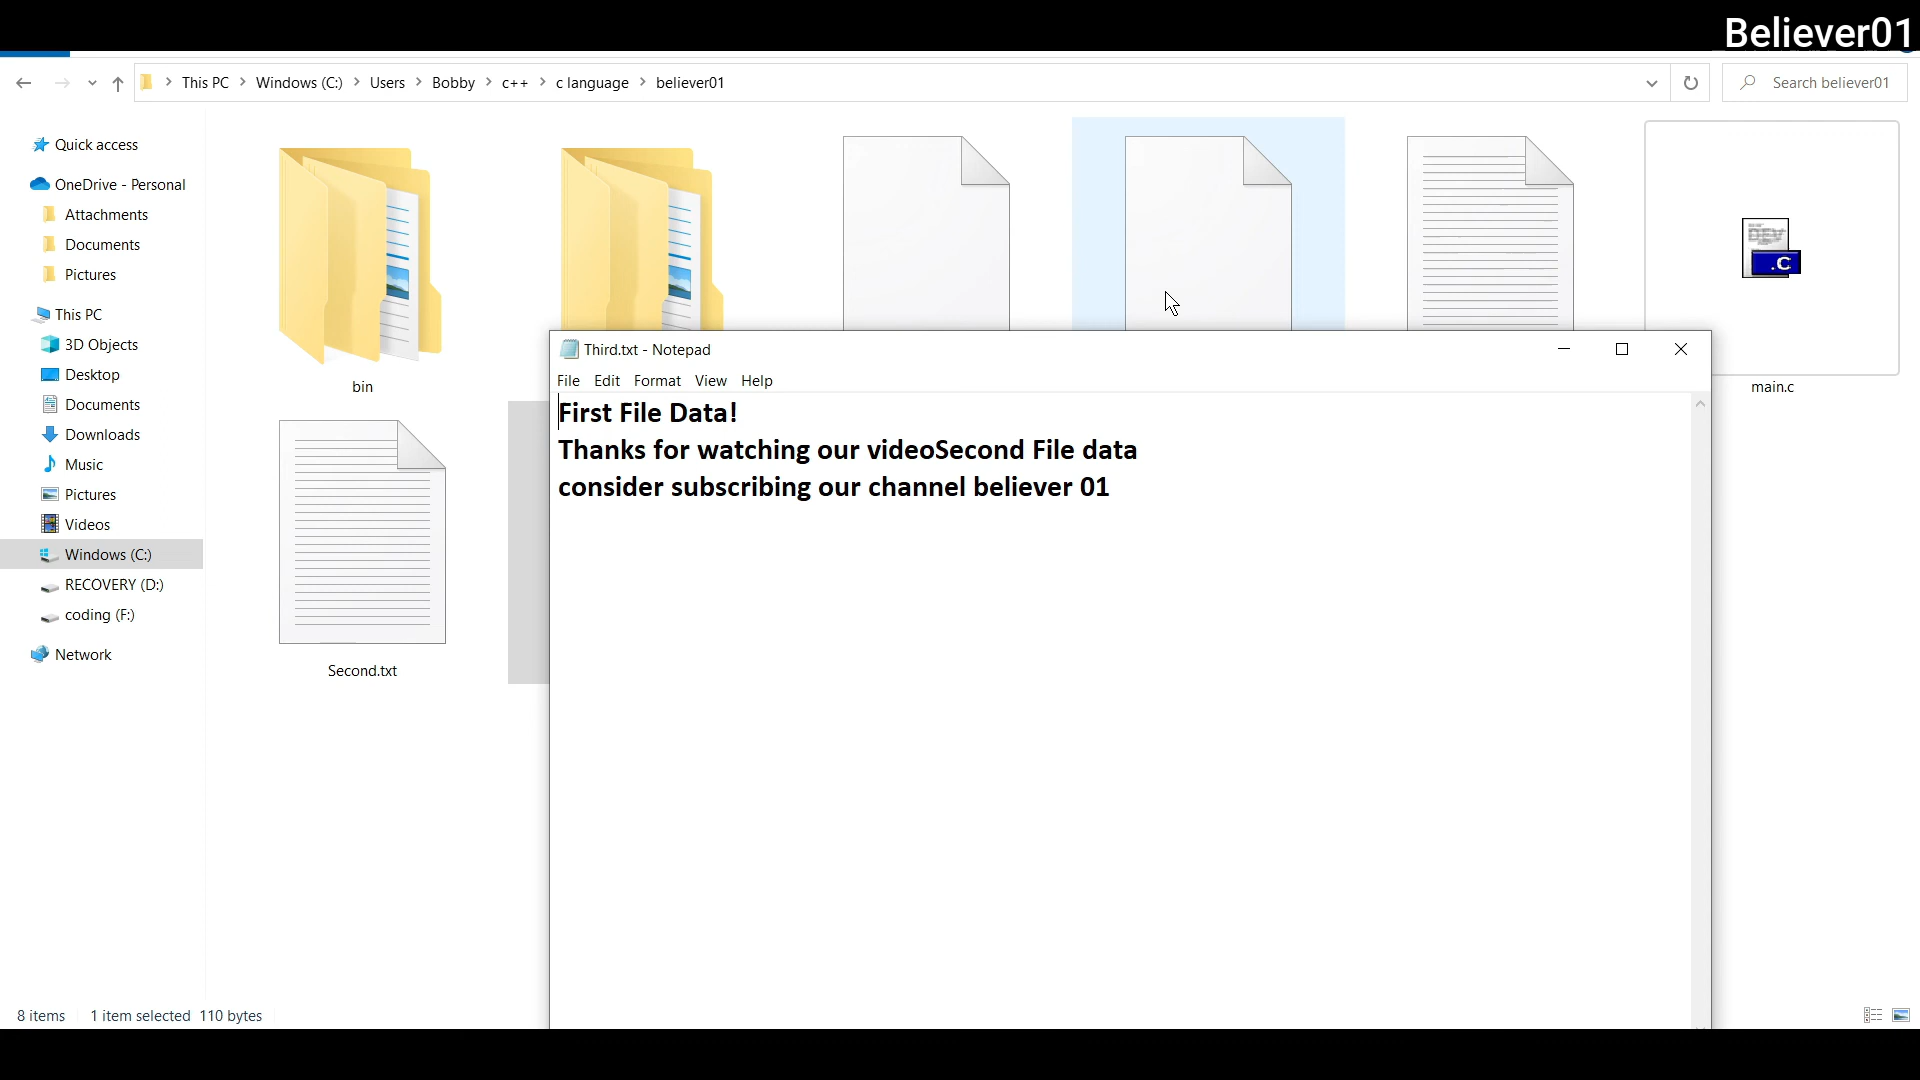 Believer01
This PC
Windows (C:)
Users
Bobby
c++
c language
believer01
Search believer01
Quick access
OneDrive - Personal
Attachments
Documents
Pictures
This PC
3D Objects
Desktop
Documents
Downloads
Music
Pictures
Videos
Windows (C:)
RECOVERY (D:)
coding (F:)
Network
bin
.C
main.c
Second.txt
Third.txt - Notepad
File Edit Format View Help
First File Data!
Thanks for watching our videoSecond File data
consider subscribing our channel believer 01
8 items 1 item selected 110 bytes